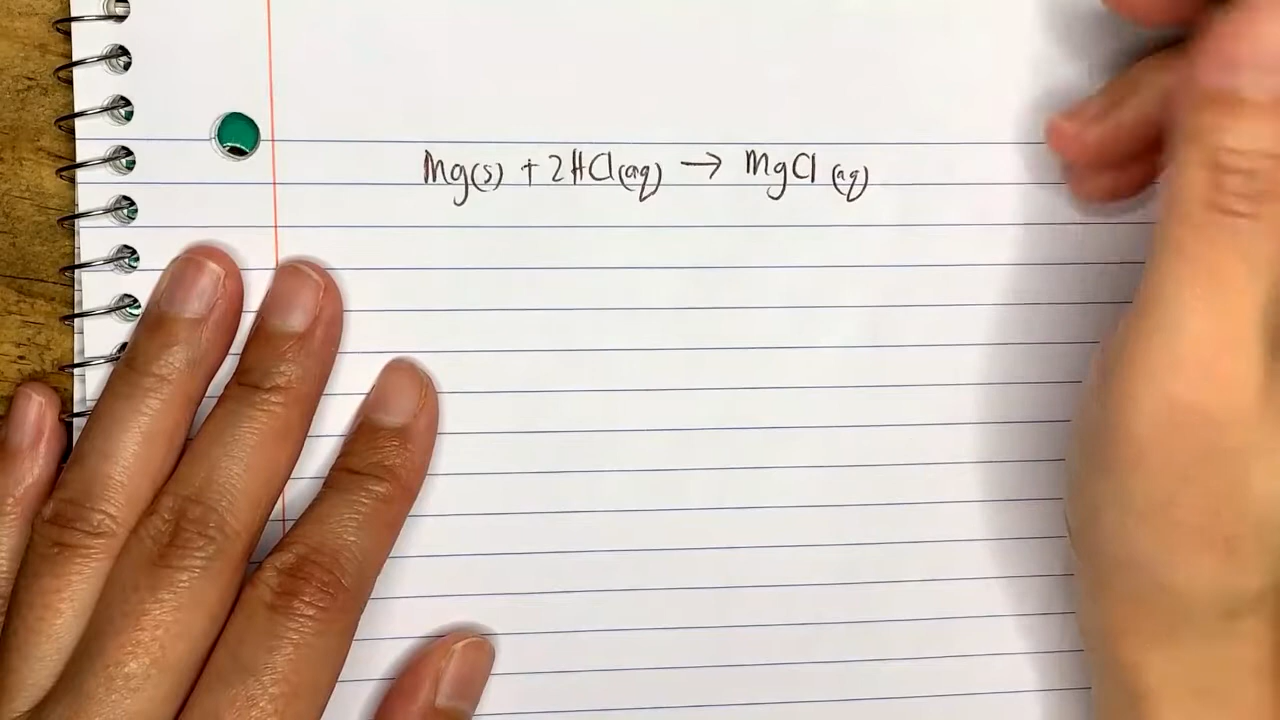 Mg(s) + 2HCl(aq) → MgCl (aq)